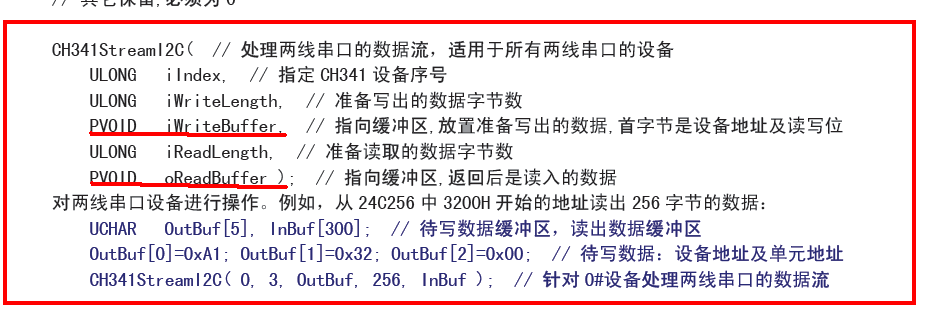 // 其它保留,必须为 0
CH341StreamI2C( // 处理两线串口的数据流，适用于所有两线串口的设备
ULONG iIndex, // 指定 CH341 设备序号
ULONG iWriteLength, // 准备写出的数据字节数
PVOID iWriteBuffer, // 指向缓冲区,放置准备写出的数据,首字节是设备地址及读写位
ULONG iReadLength, // 准备读取的数据字节数
PVOID oReadBuffer ); // 指向缓冲区,返回后是读入的数据
对两线串口设备进行操作。例如，从 24C256 中 3200H 开始的地址读出 256 字节的数据：
UCHAR OutBuf[5], InBuf[300]; // 待写数据缓冲区，读出数据缓冲区
OutBuf[0]=0xA1; OutBuf[1]=0x32; OutBuf[2]=0x00; // 待写数据：设备地址及单元地址
CH341StreamI2C( 0, 3, OutBuf, 256, InBuf ); // 针对 0#设备处理两线串口的数据流